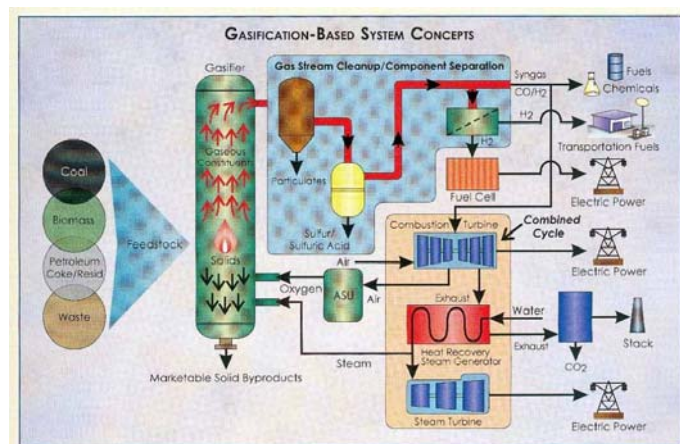 GASIFICATION-BASED SYSTEM CONCEPTS
Gasifier
Gas Stream Cleanup/Component Separation
Syngas
CO/H2
Fuels
Chemicals
Gaseous
Constituents
H2
H2
Transportation Fuels
Coal
Particulates
Fuel Cell
Electric Power
Biomass
Feedstock
Sulfur/
Sulfuric Acid
Combustion Turbine
Combined
Cycle
Petroleum
Coke/Resid
Solids
Air
Electric Power
Oxygen
ASU
Air
Exhaust
Water
Waste
Heat Recovery
Steam Generator
Exhaust
Stack
Steam
CO2
Marketable Solid Byproducts
Steam Turbine
Electric Power